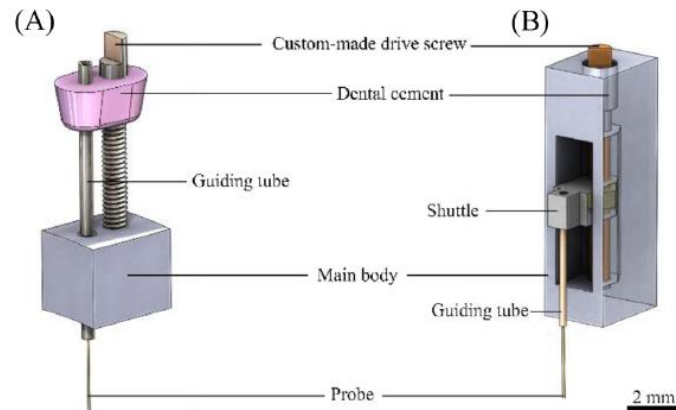 (A)
(B)
Custom-made drive screw
Dental cement
Guiding tube
Shuttle
Main body
Guiding tube
Probe
2 mm